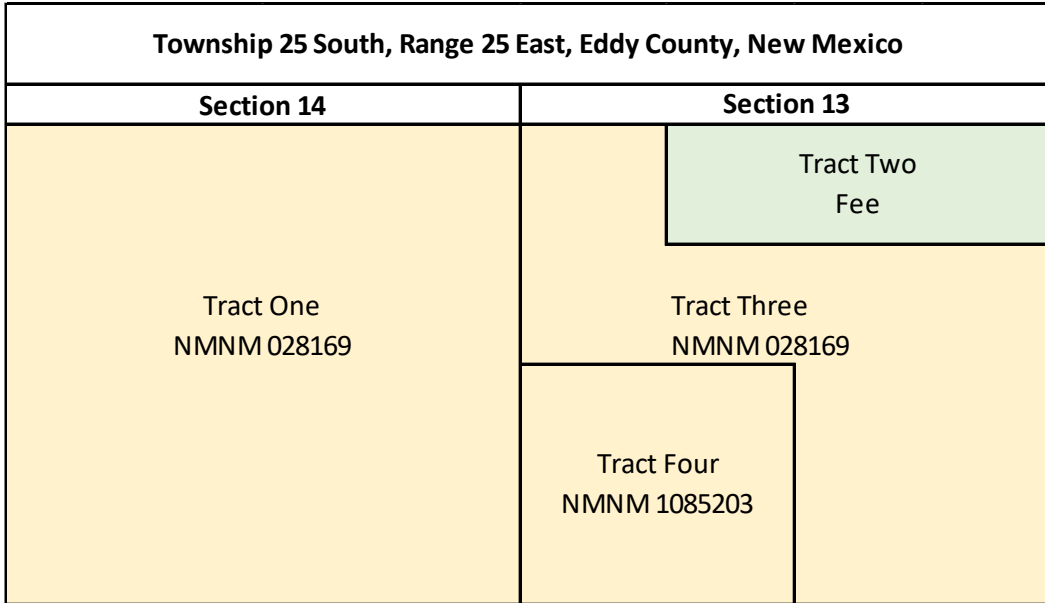 Township 25 South, Range 25 East, Eddy County, New Mexico
Section 14
Section 13
Tract Two
Fee
Tract One
NMNM 028169
Tract Three
NMNM 028169
Tract Four
NMNM 1085203